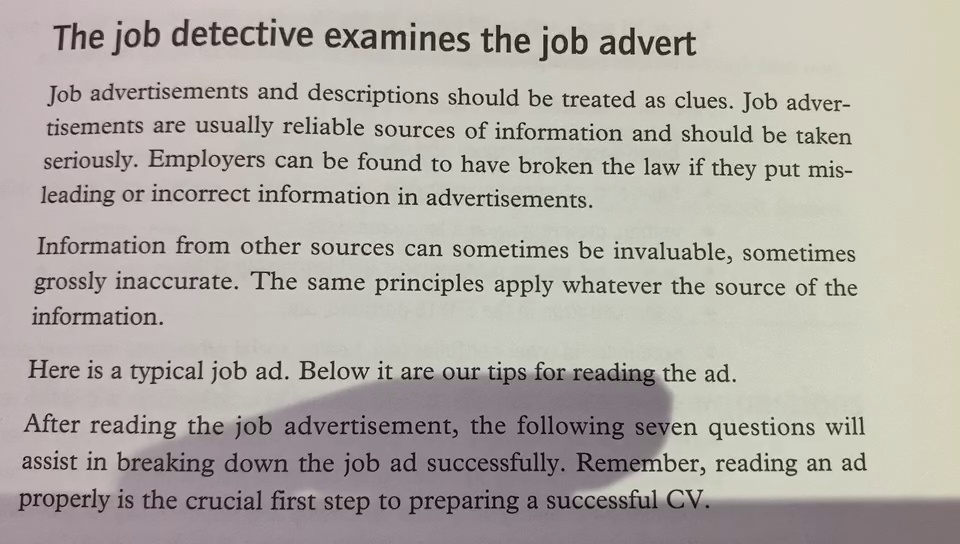 The job detective examines the job advert
Job advertisements and descriptions should be treated as clues. Job adver-
tisements are usually reliable sources of information and should be taken
seriously. Employers can be found to have broken the law if they put mis-
leading or incorrect information in advertisements.
Information from other sources can sometimes be invaluable, sometimes
grossly inaccurate. The same principles apply whatever the source of the
information.
Here is a typical job ad. Below it are our tips for reading the ad.
After reading the job advertisement, the following seven questions will
assist in breaking down the job ad successfully. Remember, reading an ad
properly is the crucial first step to preparing a successful CV.